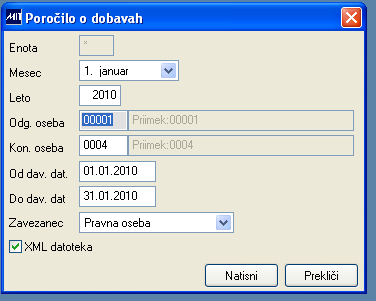 MIT Poročilo o dobavah
Enota *
Mesec 1. januar
Leto 2010
Odg. oseba 00001 Priimek:00001
Kon. oseba 0004 Priimek:0004
Od dav. dat. 01.01.2010
Do dav. dat 31.01.2010
Zavezanec Pravna oseba
XML datoteka
Natisni Prekliči